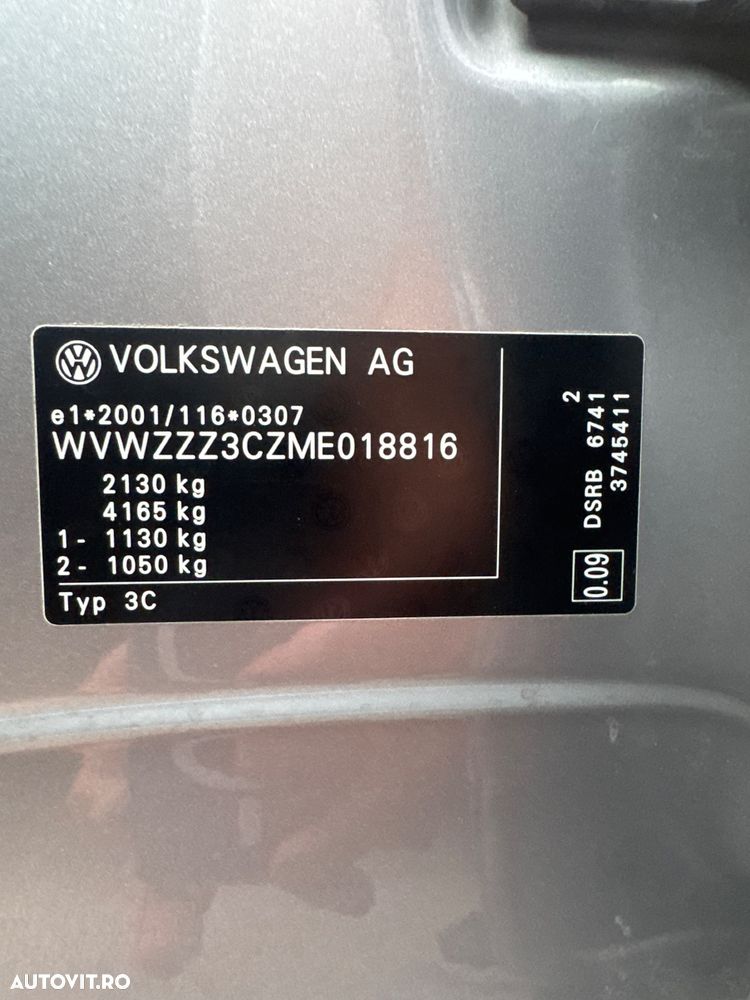 VOLKSWAGEN AG
e1*2001/116*0307
WVWZZZ3CZME018816
2130 kg
4165 kg
1- 1130 kg
2- 1050 kg
Typ 3C
2
DSRB 6741
3745411
0.09
AUTOVIT.RO